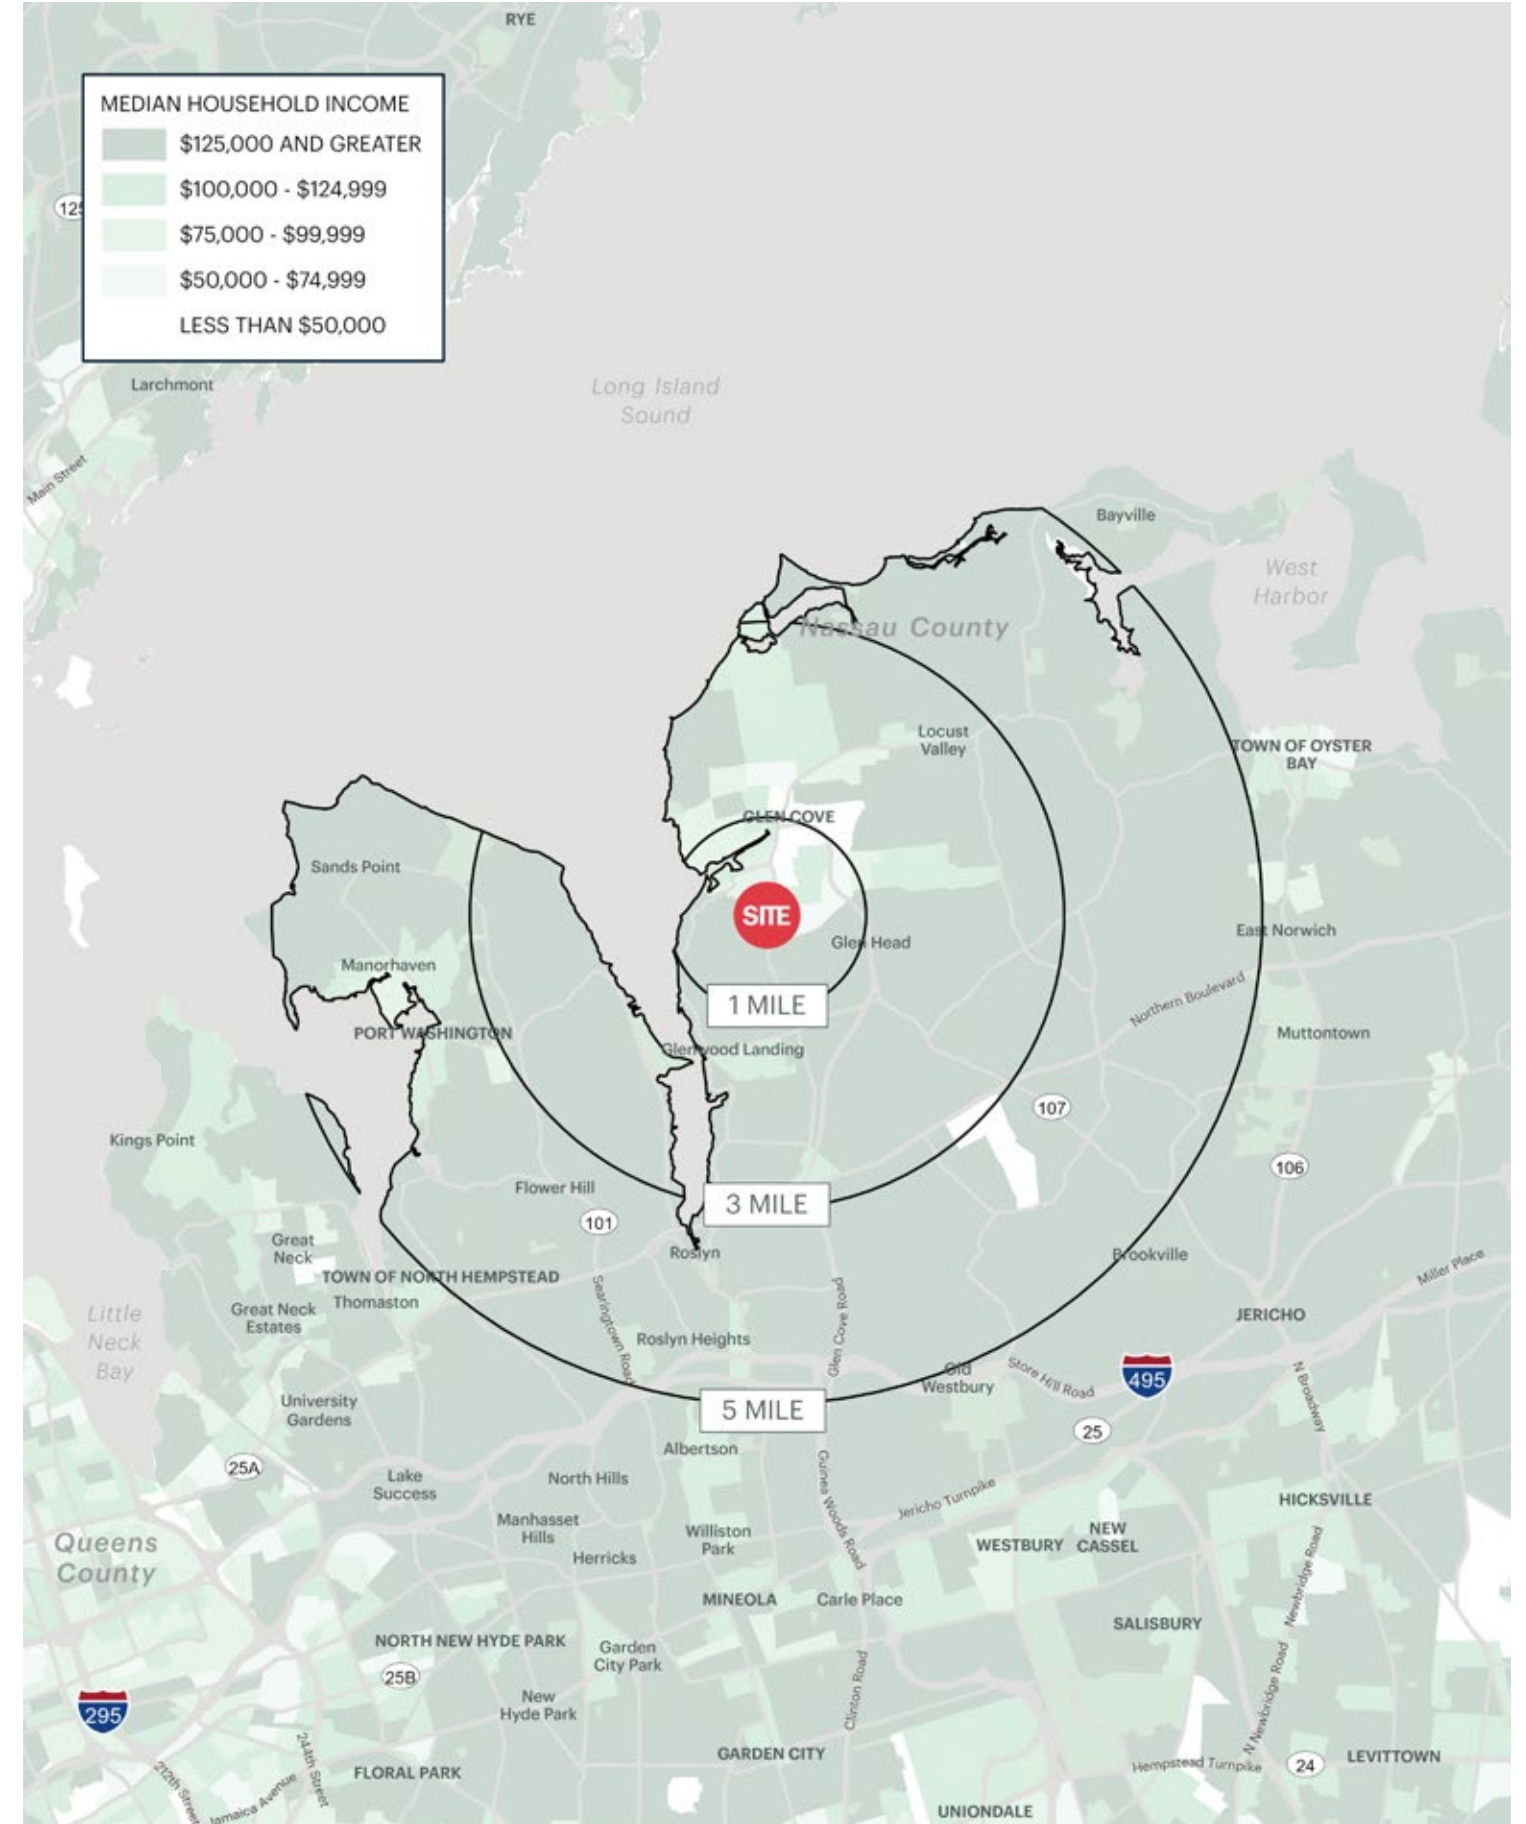 RYE
MEDIAN HOUSEHOLD INCOME
$125,000 AND GREATER
$100,000 - $124,999
$75,000 - $99,999
$50,000 - $74,999
LESS THAN $50,000
125
Larchmont
Long Island
Sound
Main Street
Bayville
West
Harbor
Nassau County
Locust
Valley
TOWN OF OYSTER
BAY
GLEN COVE
Sands Point
SITE
Glen Head
East Norwich
Manorhaven
1 MILE
Northern Boulevard
PORT WASHINGTON
Muttontown
Glenwood Landing
107
Kings Point
106
Flower Hill
3 MILE
101
Great
Neck
Roslyn
Brookville
TOWN OF NORTH HEMPSTEAD
Miller Place
Thomaston
Great Neck
Estates
Little
Neck
Bay
Searingtown Road
Glen Cove Road
JERICHO
Roslyn Heights
Old
Westbury
Store Hill Road
495
N Broadway
University
Gardens
5 MILE
25
Albertson
25A
Lake
Success
North Hills
Guinea Woods Road
Jericho Turnpike
HICKSVILLE
Manhasset
Hills
Williston
Park
Queens
County
Herricks
WESTBURY
NEW
CASSEL
Newbridge Road
MINEOLA
Carle Place
SALISBURY
NORTH NEW HYDE PARK
Garden
City Park
25B
New
Hyde Park
Clinton Road
N Newbridge Road
295
244th Street
GARDEN CITY
Hempstead Turnpike
24
LEVITTOWN
FLORAL PARK
212th Street
Jamaica Avenue
UNIONDALE